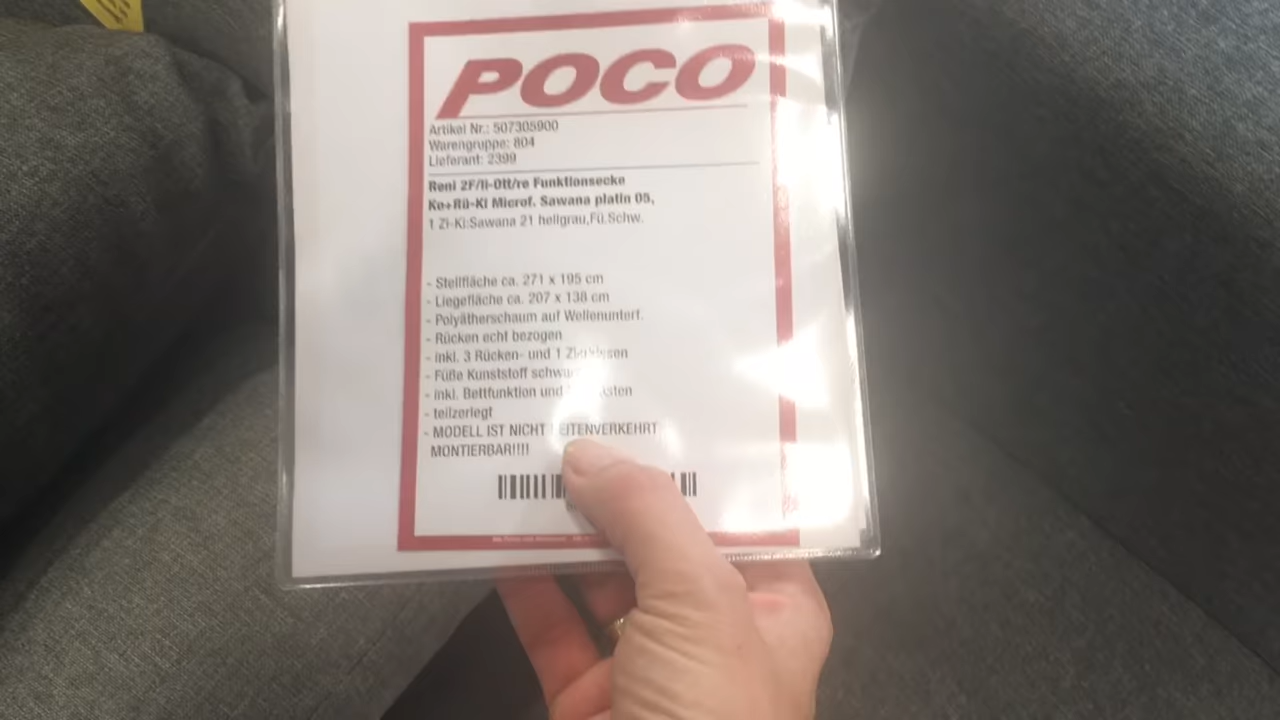 POCO
Artikel Nr.: 507305900
Warengruppe: 804
Lieferant: 2399
Reni 2F/li-Ott/re Funktionsecke
Ko+Rü-Ki Microf. Sawana platin 05,
1 Zi-Ki:Sawana 21 hellgrau,Fü.Schw.
- Stellfläche ca. 271 x 195 cm
- Liegefläche ca. 207 x 138 cm
- Polyätherschaum auf Wellenunterf.
- Rücken echt bezogen
- inkl. 3 Rücken- und 1
- Füße Kunststoff
- inkl. Bettfunktion und
- teilzerlegt
- MODELL IST NICHT EITENVERKEHRT
MONTIERBAR!!!!